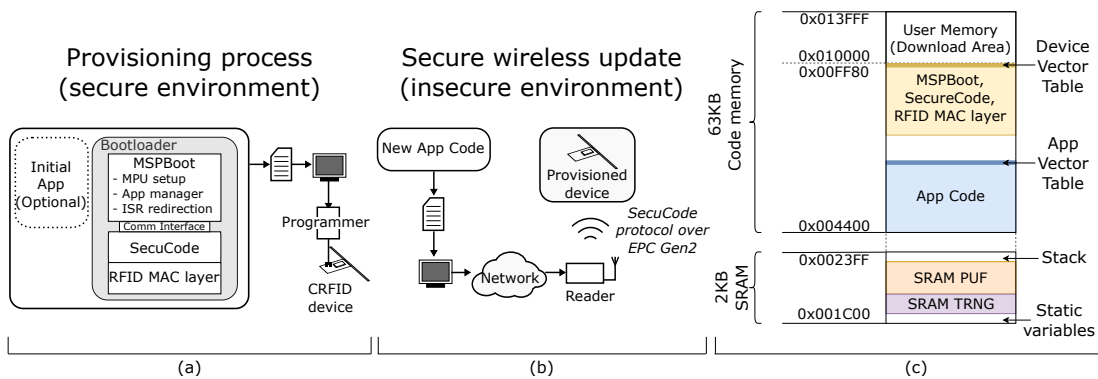 Provisioning process
(secure environment)
Initial
App
(Optional)
Bootloader
MSPBoot
- MPU setup
- App manager
- ISR redirection
Comm Interface
SecuCode
RFID MAC layer
Programmer
CRFID
device
(a)
Secure wireless update
(insecure environment)
New App Code
Provisioned
device
SecuCode
protocol over
EPC Gen2
Network
Reader
(b)
63KB
Code memory
0x013FFF
0x010000
0x00FF80
0x004400
User Memory
(Download Area)
MSPBoot,
SecureCode,
RFID MAC layer
App Code
Device
Vector
Table
App
Vector
Table
2KB
SRAM
0x0023FF
0x001C00
SRAM PUF
SRAM TRNG
Stack
Static
variables
(c)